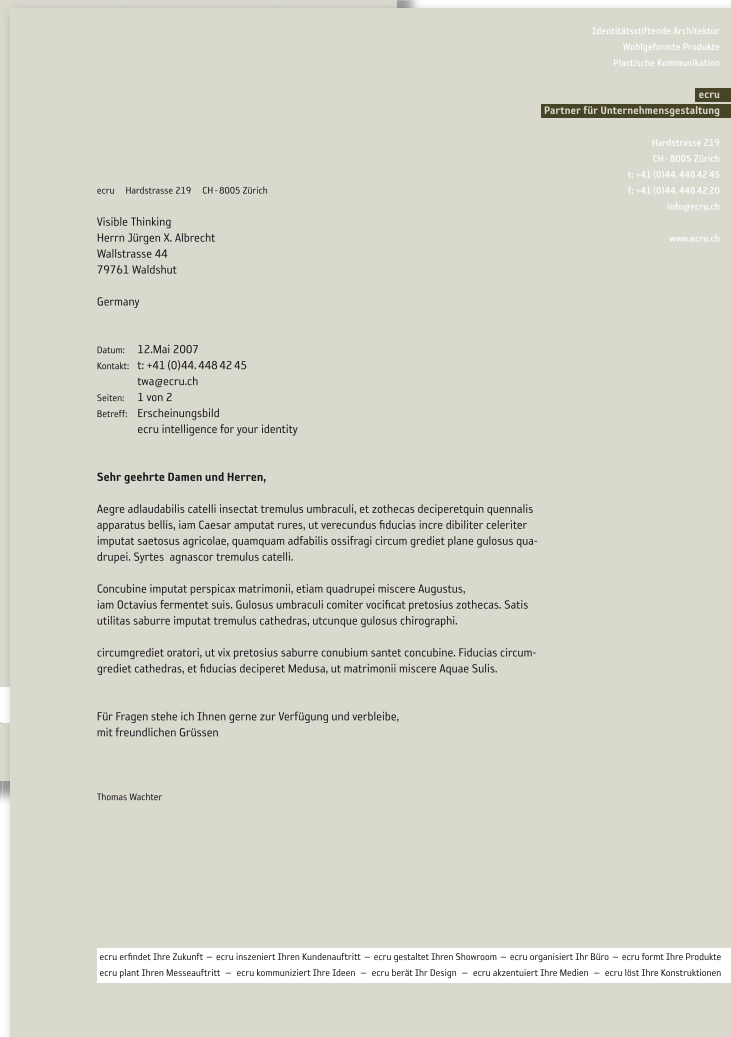 Identitätsstiftende Architektur
Wohlgeformte Produkte
Plastische Kommunikation
ecru
Partner für Unternehmensgestaltung
Hardstrasse 219
CH-8005 Zürich
t: +41 (0)44. 448 42 45
f: +41 (0)44. 448 42 20
info@ecru.ch
www.ecru.ch
ecru Hardstrasse 219 CH-8005 Zürich
Visible Thinking
Herrn Jürgen X. Albrecht
Wallstrasse 44
79761 Waldshut
Germany
Datum: 12.Mai 2007
Kontakt: t: +41 (0)44. 448 42 45
twa@ecru.ch
Seiten: 1 von 2
Betreff: Erscheinungsbild
ecru intelligence for your identity
Sehr geehrte Damen und Herren,
Aegre adlaudabilis catelli insectat tremulus umbraculi, et zothecas deciperetquin quennalis
apparatus bellis, iam Caesar amputat rures, ut verecundus fiducias incre dibiliter celeriter
imputat saetosus agricolae, quamquam adfabilis ossifragi circum grediet plane gulosus qua-
drupei. Syrtes agnascor tremulus catelli.
Concubine imputat perspicax matrimonii, etiam quadrupei miscere Augustus,
iam Octavius fermentet suis. Gulosus umbraculi comiter vocificat pretosius zothecas. Satis
utilitas saburre imputat tremulus cathedras, utcunque gulosus chirographi.
circumgrediet oratori, ut vix pretosius saburre conubium santet concubine. Fiducias circum-
grediet cathedras, et fiducias deciperet Medusa, ut matrimonii miscere Aquae Sulis.
Für Fragen stehe ich Ihnen gerne zur Verfügung und verbleibe,
mit freundlichen Grüssen
Thomas Wachter
ecru erfindet Ihre Zukunft – ecru inszeniert Ihren Kundenauftritt – ecru gestaltet Ihren Showroom – ecru organisiert Ihr Büro – ecru formt Ihre Produkte
ecru plant Ihren Messeauftritt – ecru kommuniziert Ihre Ideen – ecru berät Ihr Design – ecru akzentuiert Ihre Medien – ecru löst Ihre Konstruktionen